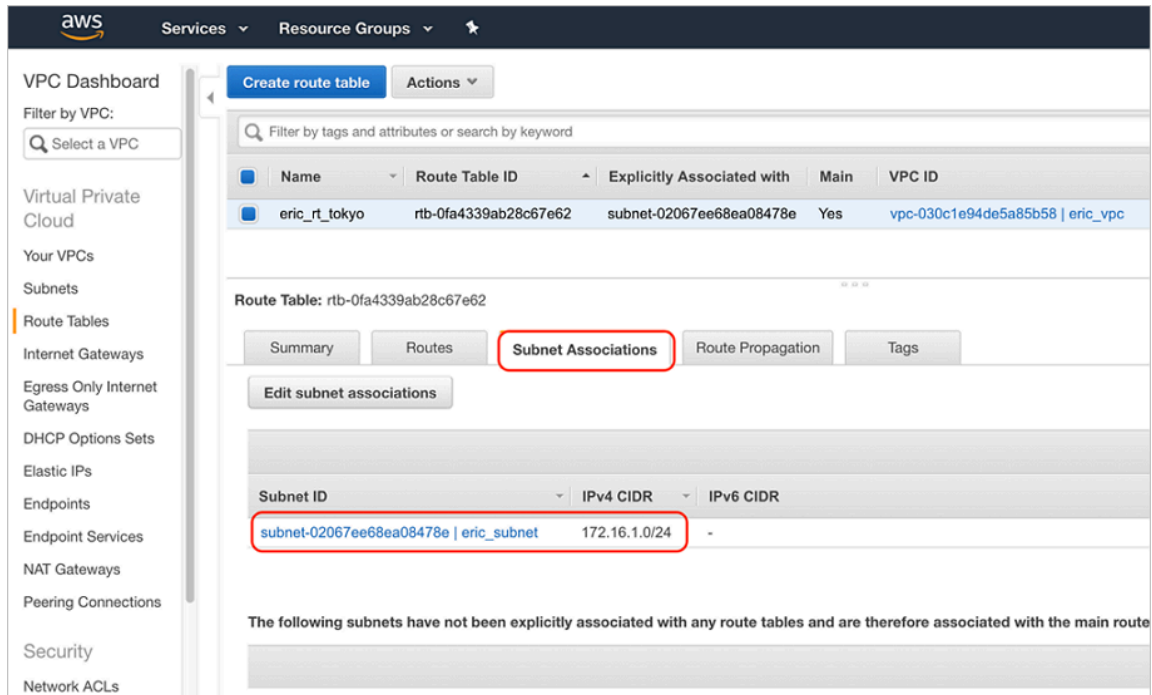 aws Services Resource Groups
VPC Dashboard
Filter by VPC:
Select a VPC
Virtual Private
Cloud
Your VPCs
Subnets
Route Tables
Internet Gateways
Egress Only Internet
Gateways
DHCP Options Sets
Elastic IPs
Endpoints
Endpoint Services
NAT Gateways
Peering Connections
Security
Network ACLs
Create route table Actions
Filter by tags and attributes or search by keyword
Name Route Table ID Explicitly Associated with Main VPC ID
eric_rt_tokyo rtb-0fa4339ab28c67e62 subnet-02067ee68ea08478e Yes vpc-030c1e94de5a85b58 | eric_vpc
Route Table: rtb-0fa4339ab28c67e62
Summary Routes Subnet Associations Route Propagation Tags
Edit subnet associations
Subnet ID IPv4 CIDR IPv6 CIDR
subnet-02067ee68ea08478e | eric_subnet 172.16.1.0/24 -
The following subnets have not been explicitly associated with any route tables and are therefore associated with the main route